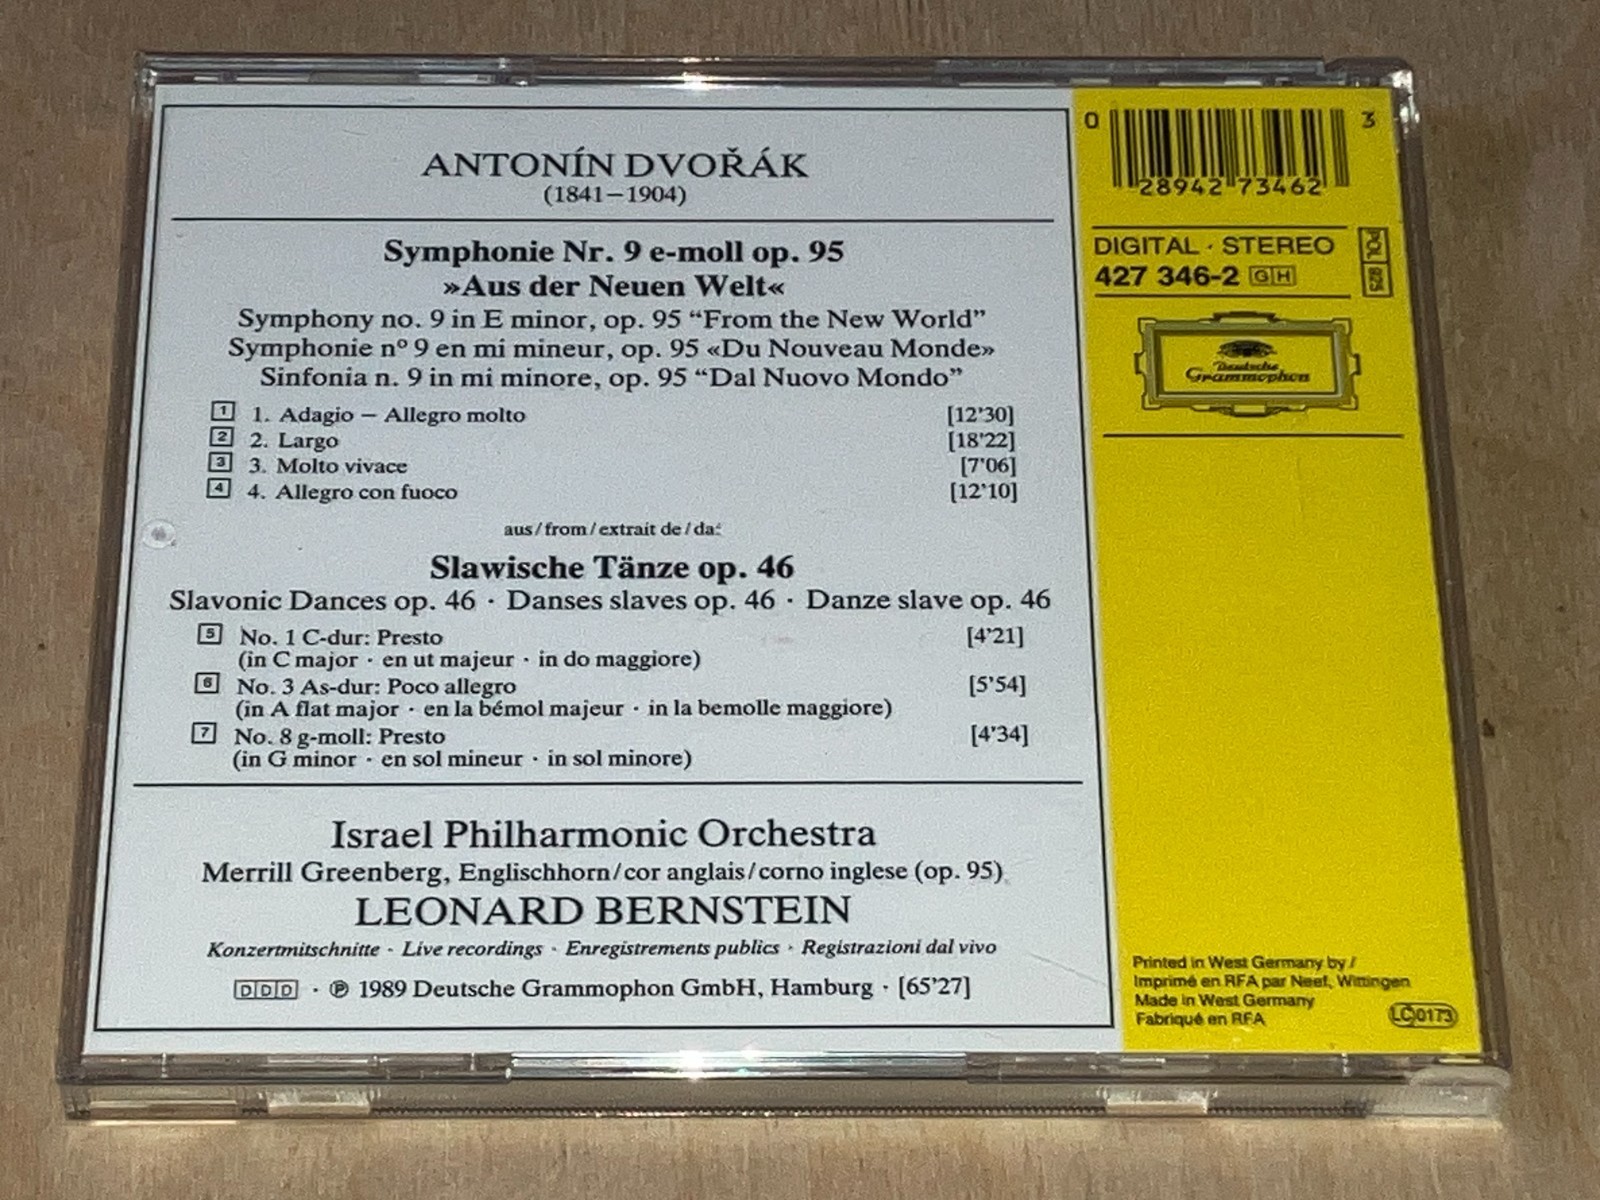 ANTONÍN DVOŘÁK
(1841–1904)
Symphonie Nr. 9 e-moll op. 95
»Aus der Neuen Welt«
Symphony no. 9 in E minor, op. 95 “From the New World”
Symphonie nº 9 en mi mineur, op. 95 «Du Nouveau Monde»
Sinfonia n. 9 in mi minore, op. 95 “Dal Nuovo Mondo”
1 1. Adagio – Allegro molto [12’30]
2 2. Largo [18’22]
3 3. Molto vivace [7’06]
4 4. Allegro con fuoco [12’10]
aus/from/extrait de/da:
Slawische Tänze op. 46
Slavonic Dances op. 46 · Danses slaves op. 46 · Danze slave op. 46
5 No. 1 C-dur: Presto [4’21]
(in C major · en ut majeur · in do maggiore)
6 No. 3 As-dur: Poco allegro [5’54]
(in A flat major · en la bémol majeur · in la bemolle maggiore)
7 No. 8 g-moll: Presto [4’34]
(in G minor · en sol mineur · in sol minore)
Israel Philharmonic Orchestra
Merrill Greenberg, Englischhorn/cor anglais/corno inglese (op. 95)
LEONARD BERNSTEIN
Konzertmitschnitte · Live recordings · Enregistrements publics · Registrazioni dal vivo
DDD · ℗ 1989 Deutsche Grammophon GmbH, Hamburg · [65’27]
0 28942 73462 3
DIGITAL · STEREO
427 346-2 GH
POL 825
Deutsche
Grammophon
Printed in West Germany by /
Imprimé en RFA par Neef, Wittingen
Made in West Germany
Fabriqué en RFA
LC 0173